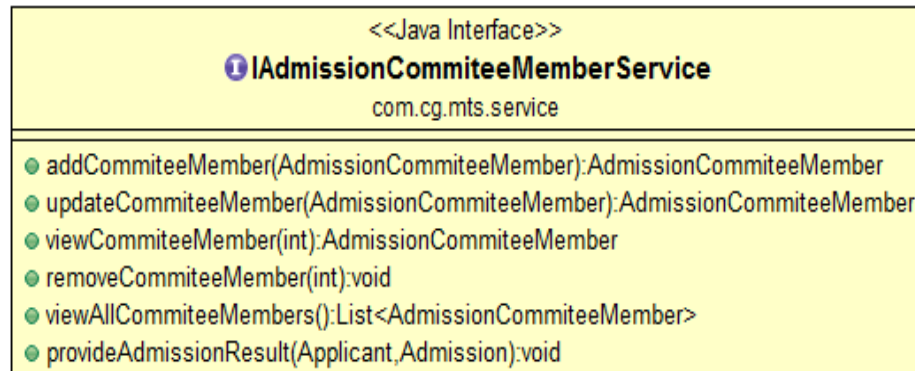 <<Java Interface>>
IAdmissionCommiteeMemberService
com.cg.mts.service
addCommiteeMember(AdmissionCommiteeMember):AdmissionCommiteeMember
updateCommiteeMember(AdmissionCommiteeMember):AdmissionCommiteeMember
viewCommiteeMember(int):AdmissionCommiteeMember
removeCommiteeMember(int):void
viewAllCommiteeMembers():List<AdmissionCommiteeMember>
provideAdmissionResult(Applicant,Admission):void